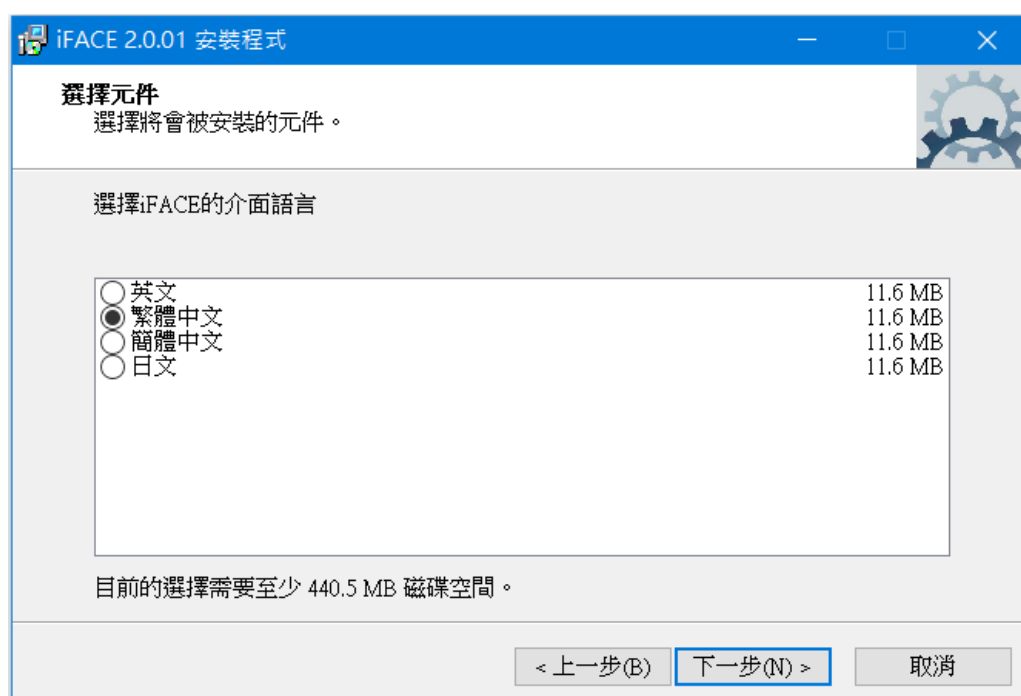 iFACE 2.0.01 安裝程式
選擇元件
選擇將會被安裝的元件。
選擇iFACE的介面語言
英文 11.6 MB
繁體中文 11.6 MB
簡體中文 11.6 MB
日文 11.6 MB
目前的選擇需要至少 440.5 MB 磁碟空間。
< 上一步(B) 下一步(N) > 取消